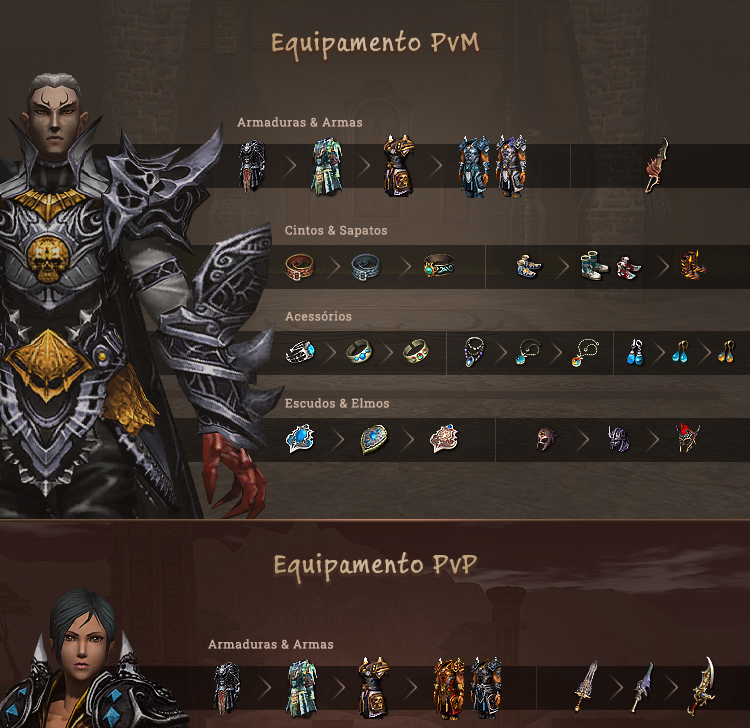 Equipamento PvM
Armaduras & Armas
Cintos & Sapatos
Acessórios
Escudos & Elmos
Equipamento PvP
Armaduras & Armas